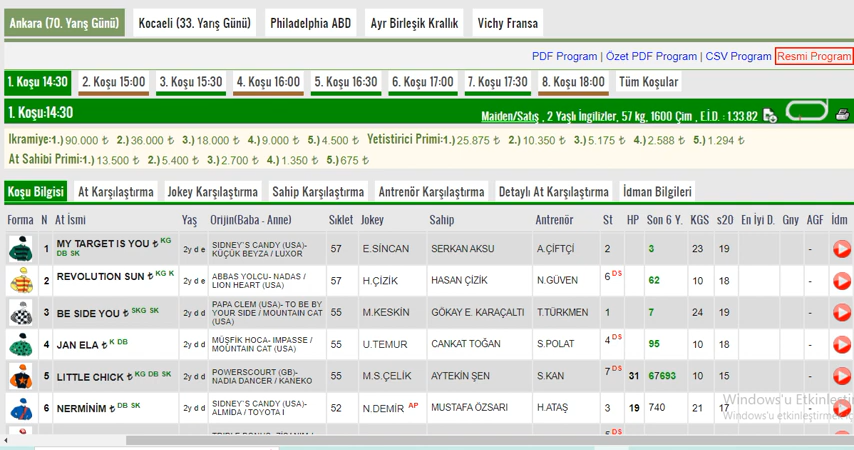 Ankara (70. Yarış Günü) Kocaeli (33. Yarış Günü) Philadelphia ABD Ayr Birleşik Krallık Vichy Fransa
PDF Program | Özet PDF Program | CSV Program Resmi Program
1. Koşu 14:30 2. Koşu 15:00 3. Koşu 15:30 4. Koşu 16:00 5. Koşu 16:30 6. Koşu 17:00 7. Koşu 17:30 8. Koşu 18:00 Tüm Koşular
1. Koşu:14:30 Maiden/Satış , 2 Yaşlı İngilizler, 57 kg, 1600 Çim , E.İ.D. : 1.33.82
Ikramiye:1.) 90.000 ₺ 2.) 36.000 ₺ 3.) 18.000 ₺ 4.) 9.000 ₺ 5.) 4.500 ₺ Yetistirici Primi:1.) 25.875 ₺ 2.) 10.350 ₺ 3.) 5.175 ₺ 4.) 2.588 ₺ 5.) 1.294 ₺
At Sahibi Primi:1.) 13.500 ₺ 2.) 5.400 ₺ 3.) 2.700 ₺ 4.) 1.350 ₺ 5.) 675 ₺
Koşu Bilgisi At Karşılaştırma Jokey Karşılaştırma Sahip Karşılaştırma Antrenör Karşılaştırma Detaylı At Karşılaştırma İdman Bilgileri
Forma N At İsmi Yaş Orijin(Baba - Anne) Sıklet Jokey Sahip Antrenör St HP Son 6 Y. KGS s20 En İyi D. Gny AGF İdm
1 MY TARGET IS YOU ₺ KG DB SK 2y d e SIDNEY`S CANDY (USA)- KÜÇÜK BEYZA / LUXOR 57 E.SİNCAN SERKAN AKSU A.ÇİFTÇİ 2 3 23 19 -
2 REVOLUTION SUN ₺ KG K 2y d e ABBAS YOLCU- NADAS / LION HEART (USA) 57 H.ÇİZİK HASAN ÇİZİK N.GÜVEN 6 DS 62 10 18 -
3 BE SIDE YOU ₺ SKG SK 2y d d PAPA CLEM (USA)- TO BE BY YOUR SIDE / MOUNTAIN CAT (USA) 55 M.KESKİN GÖKAY E. KARAÇALTI T.TÜRKMEN 1 7 24 19 -
4 JAN ELA ₺ K DB 2y d d MÜŞFİK HOCA- IMPASSE / MOUNTAIN CAT (USA) 55 U.TEMUR CANKAT TOĞAN S.POLAT 4 DS 95 10 18 -
5 LITTLE CHICK ₺ KG DB SK 2y d d POWERSCOURT (GB)- NADIA DANCER / KANEKO 55 M.S.ÇELİK AYTEKİN ŞEN S.KAN 7 DS 31 67693 10 15 -
6 NERMİNİM ₺ DB SK 2y d d SIDNEY`S CANDY (USA)- ALMIDA / TOYOTA I 52 N.DEMİR AP MUSTAFA ÖZSARI H.ATAŞ 3 19 740 21 17 -
Windows'u Etkinleştir
Windows'u etkinleştirmek iç